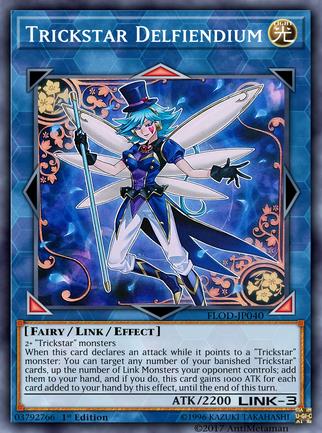 TRICKSTAR DELFIENDIUM
LIGHT
光
FLOD-JP040
[FAIRY / LINK / EFFECT]
2+ "Trickstar" monsters
When this card declares an attack while it points to a "Trickstar"
monster: You can target any number of your banished "Trickstar"
cards, up the number of Link Monsters your opponent controls; add
them to your hand, and if you do, this card gains 1000 ATK for each
card added to your hand by this effect, until the end of this turn.
ATK/2200 LINK-3
03792766 1st Edition ©1996 KAZUKI TAKAHASHI
©2017 AntiMetaman